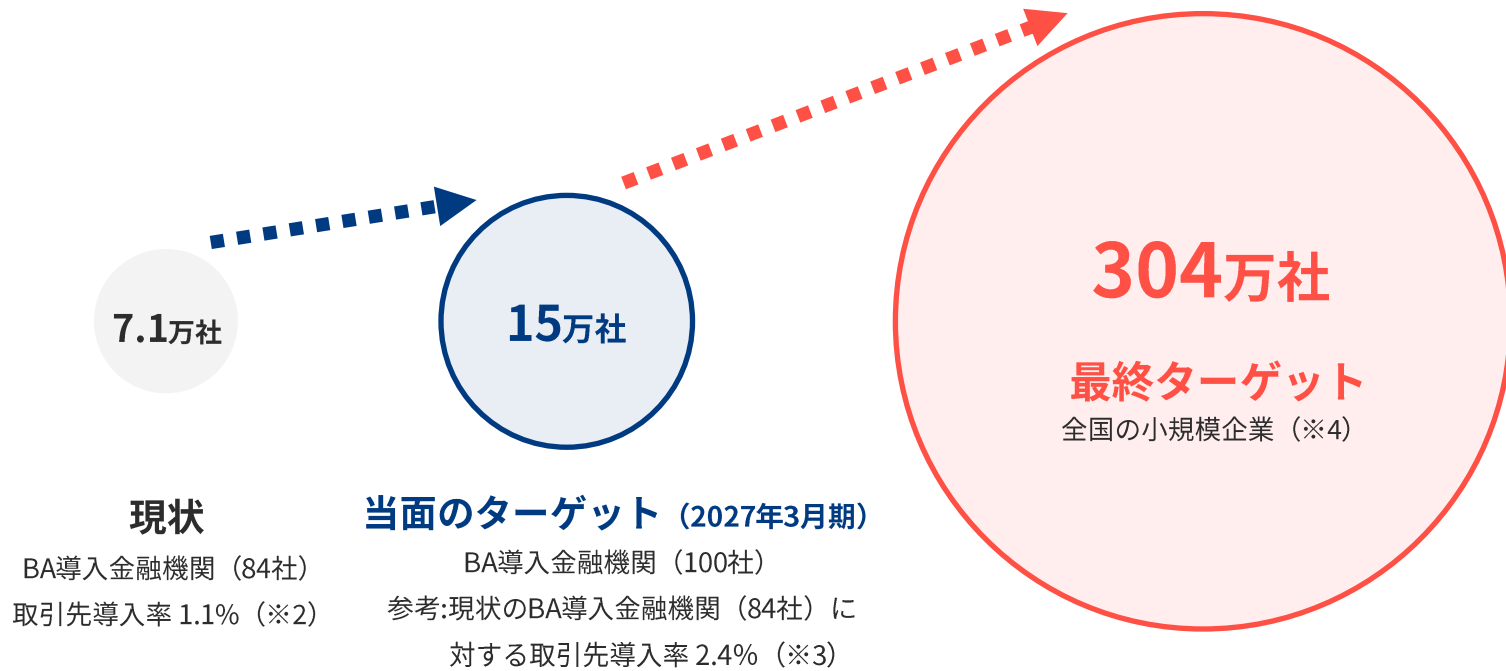 7.1万社
現状
BA導入金融機関（84社）
取引先導入率 1.1%（※2）
15万社
当面のターゲット（2027年3月期）
BA導入金融機関（100社）
参考:現状のBA導入金融機関（84社）に
対する取引先導入率 2.4%（※3）
304万社
最終ターゲット
全国の小規模企業（※4）